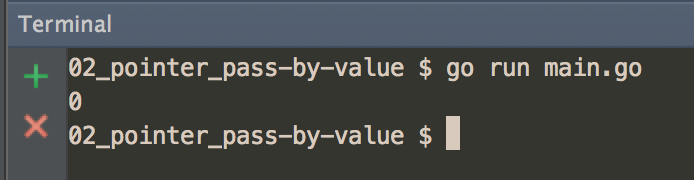 Terminal
02_pointer_pass-by-value $ go run main.go
0
02_pointer_pass-by-value $